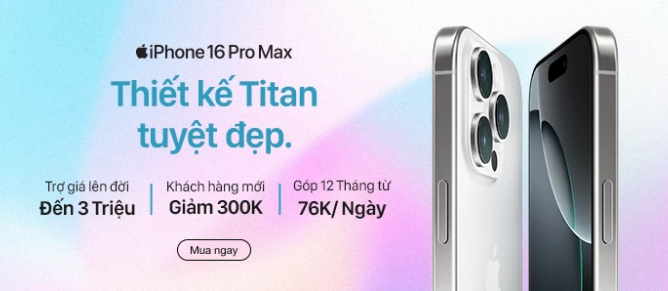 iPhone 16 Pro Max
Thiết kế Titan
tuyệt đẹp.
Trợ giá lên đời
Đến 3 Triệu
Khách hàng mới
Giảm 300K
Góp 12 Tháng từ
76K/ Ngày
Mua ngay